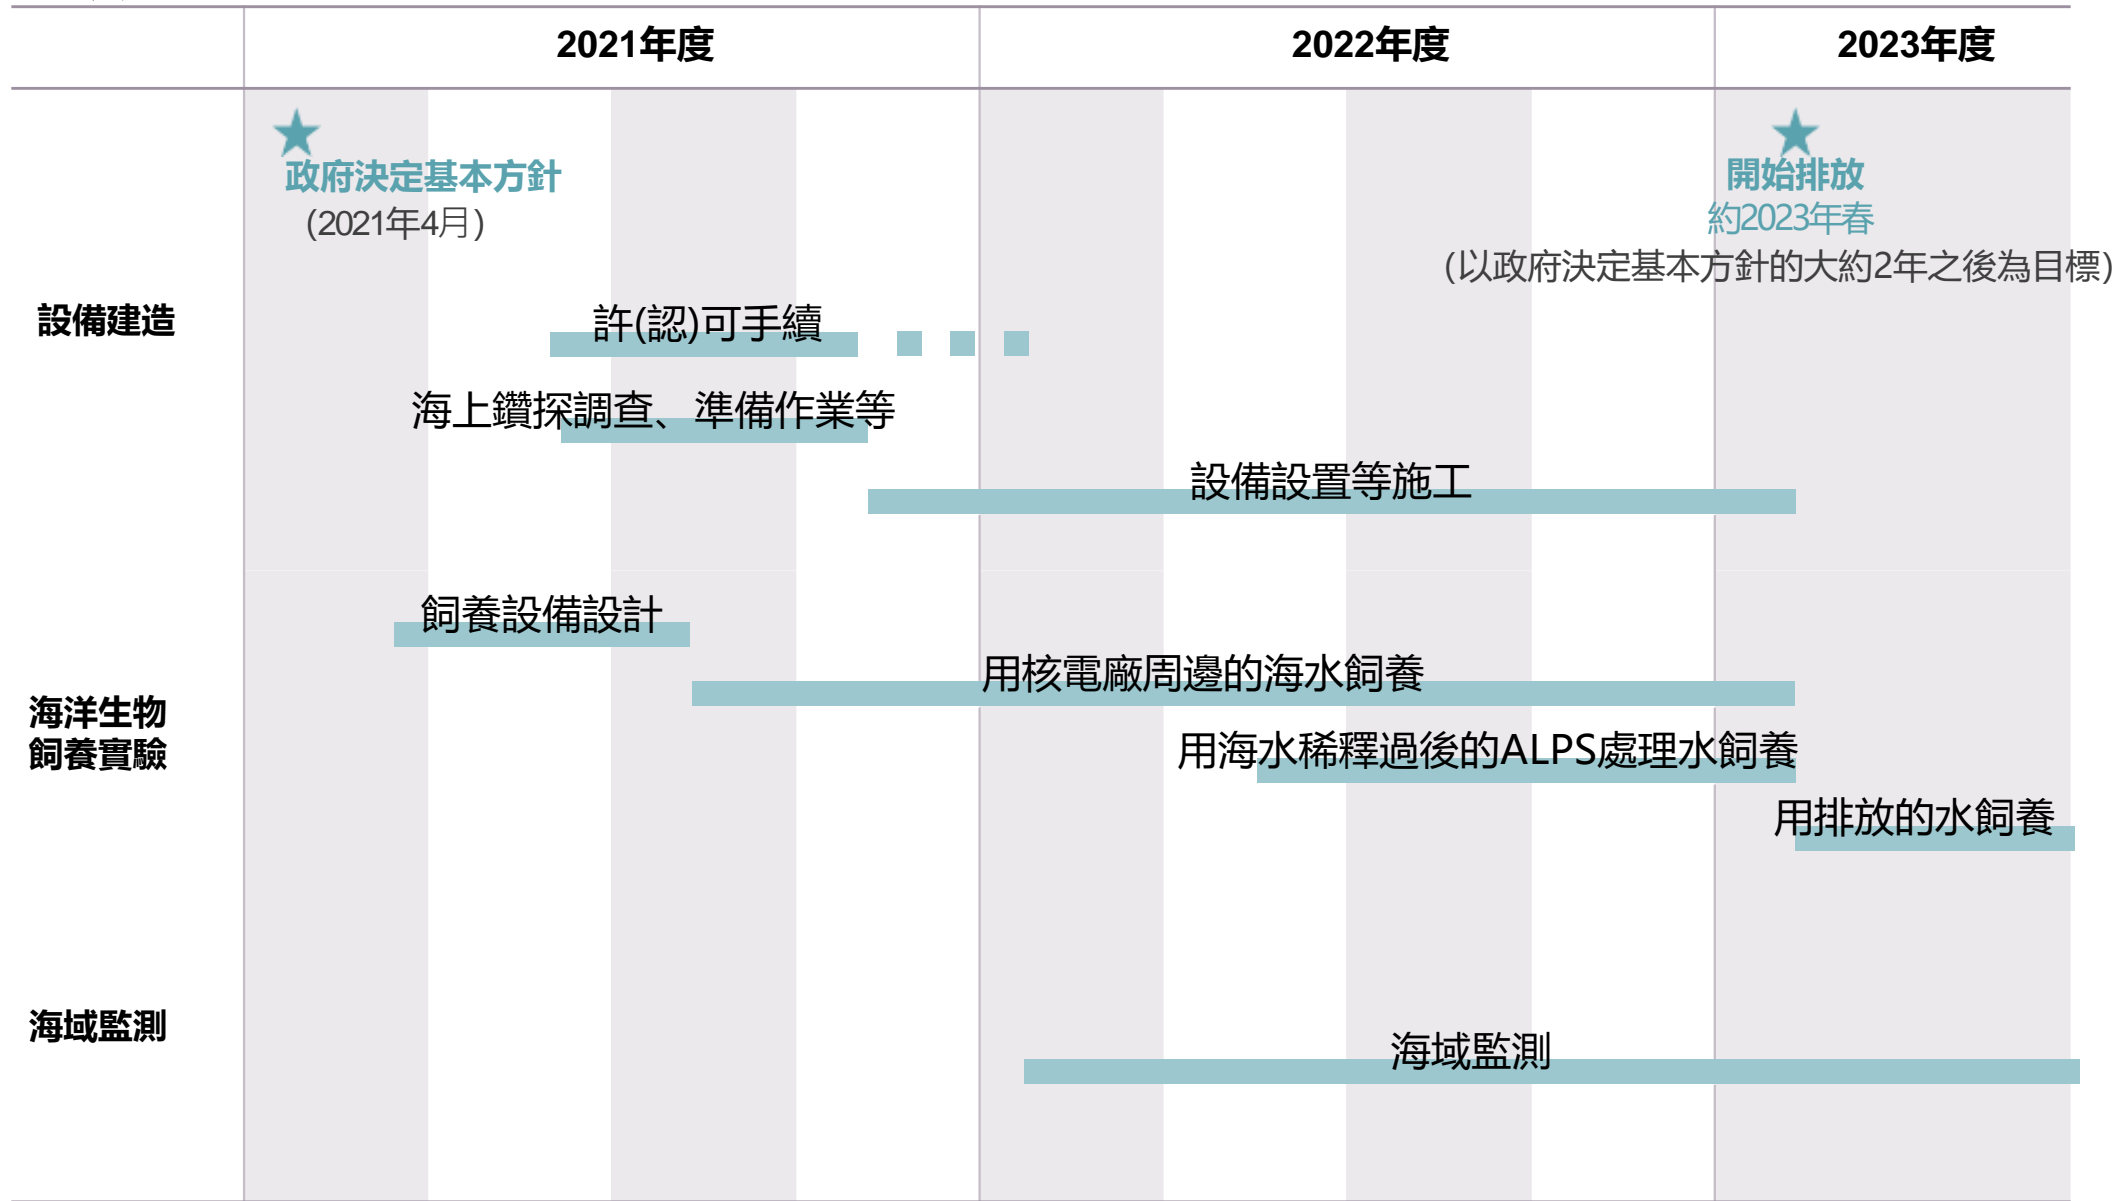 2021年度
2022年度
2023年度
政府決定基本方針
(2021年4月)
開始排放
約2023年春
(以政府決定基本方針的大約2年之後為目標)
設備建造
許(認)可手續
海上鑽探調查、準備作業等
設備設置等施工
飼養設備設計
海洋生物
飼養實驗
用核電廠周邊的海水飼養
用海水稀釋過後的ALPS處理水飼養
用排放的水飼養
海域監測
海域監測